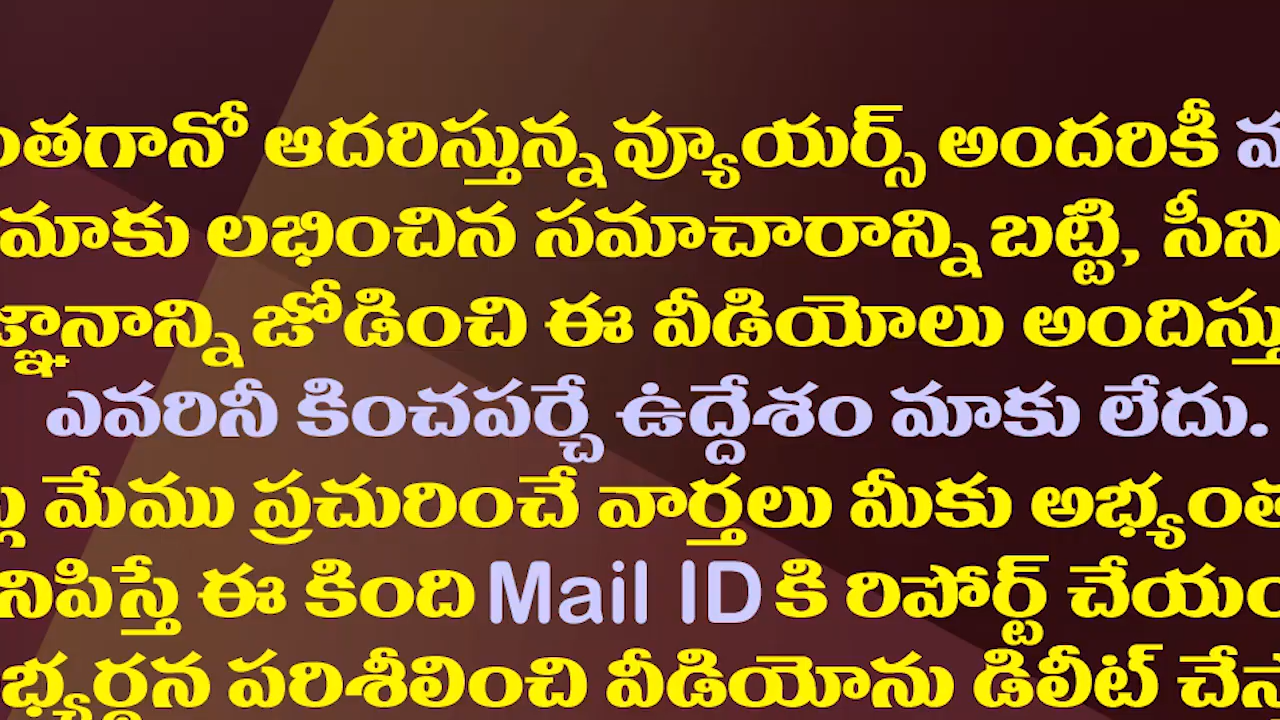 ఆదరిస్తున్న వ్యూయర్స్ అందరికీ
మాకు లభించిన సమాచారాన్ని బట్టి,
జోడించి ఈ వీడియోలు
ఎవరినీ కించపర్చే ఉద్దేశం మాకు లేదు.
మేము ప్రచురించే వార్తలు మీకు
ఈ కింది Mail ID కి రిపోర్ట్
పరిశీలించి వీడియోను డిలీట్